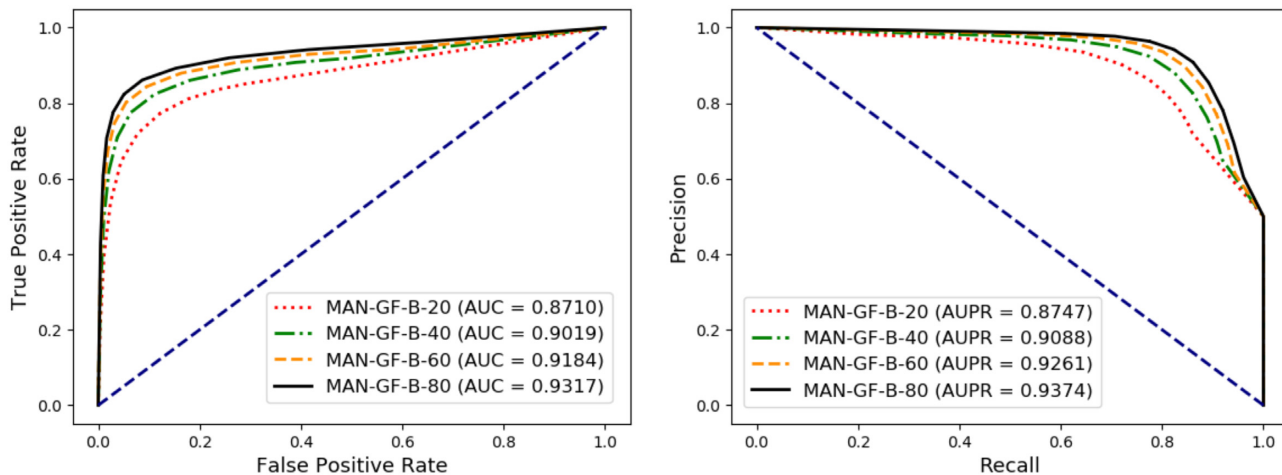 1.0
0.8
0.6
0.4
0.2
0.0
True Positive Rate
MAN-GF-B-20 (AUC = 0.8710)
MAN-GF-B-40 (AUC = 0.9019)
MAN-GF-B-60 (AUC = 0.9184)
MAN-GF-B-80 (AUC = 0.9317)
0.0 0.2 0.4 0.6 0.8 1.0
False Positive Rate
1.0
0.8
0.6
0.4
0.2
0.0
Precision
MAN-GF-B-20 (AUPR = 0.8747)
MAN-GF-B-40 (AUPR = 0.9088)
MAN-GF-B-60 (AUPR = 0.9261)
MAN-GF-B-80 (AUPR = 0.9374)
0.0 0.2 0.4 0.6 0.8 1.0
Recall